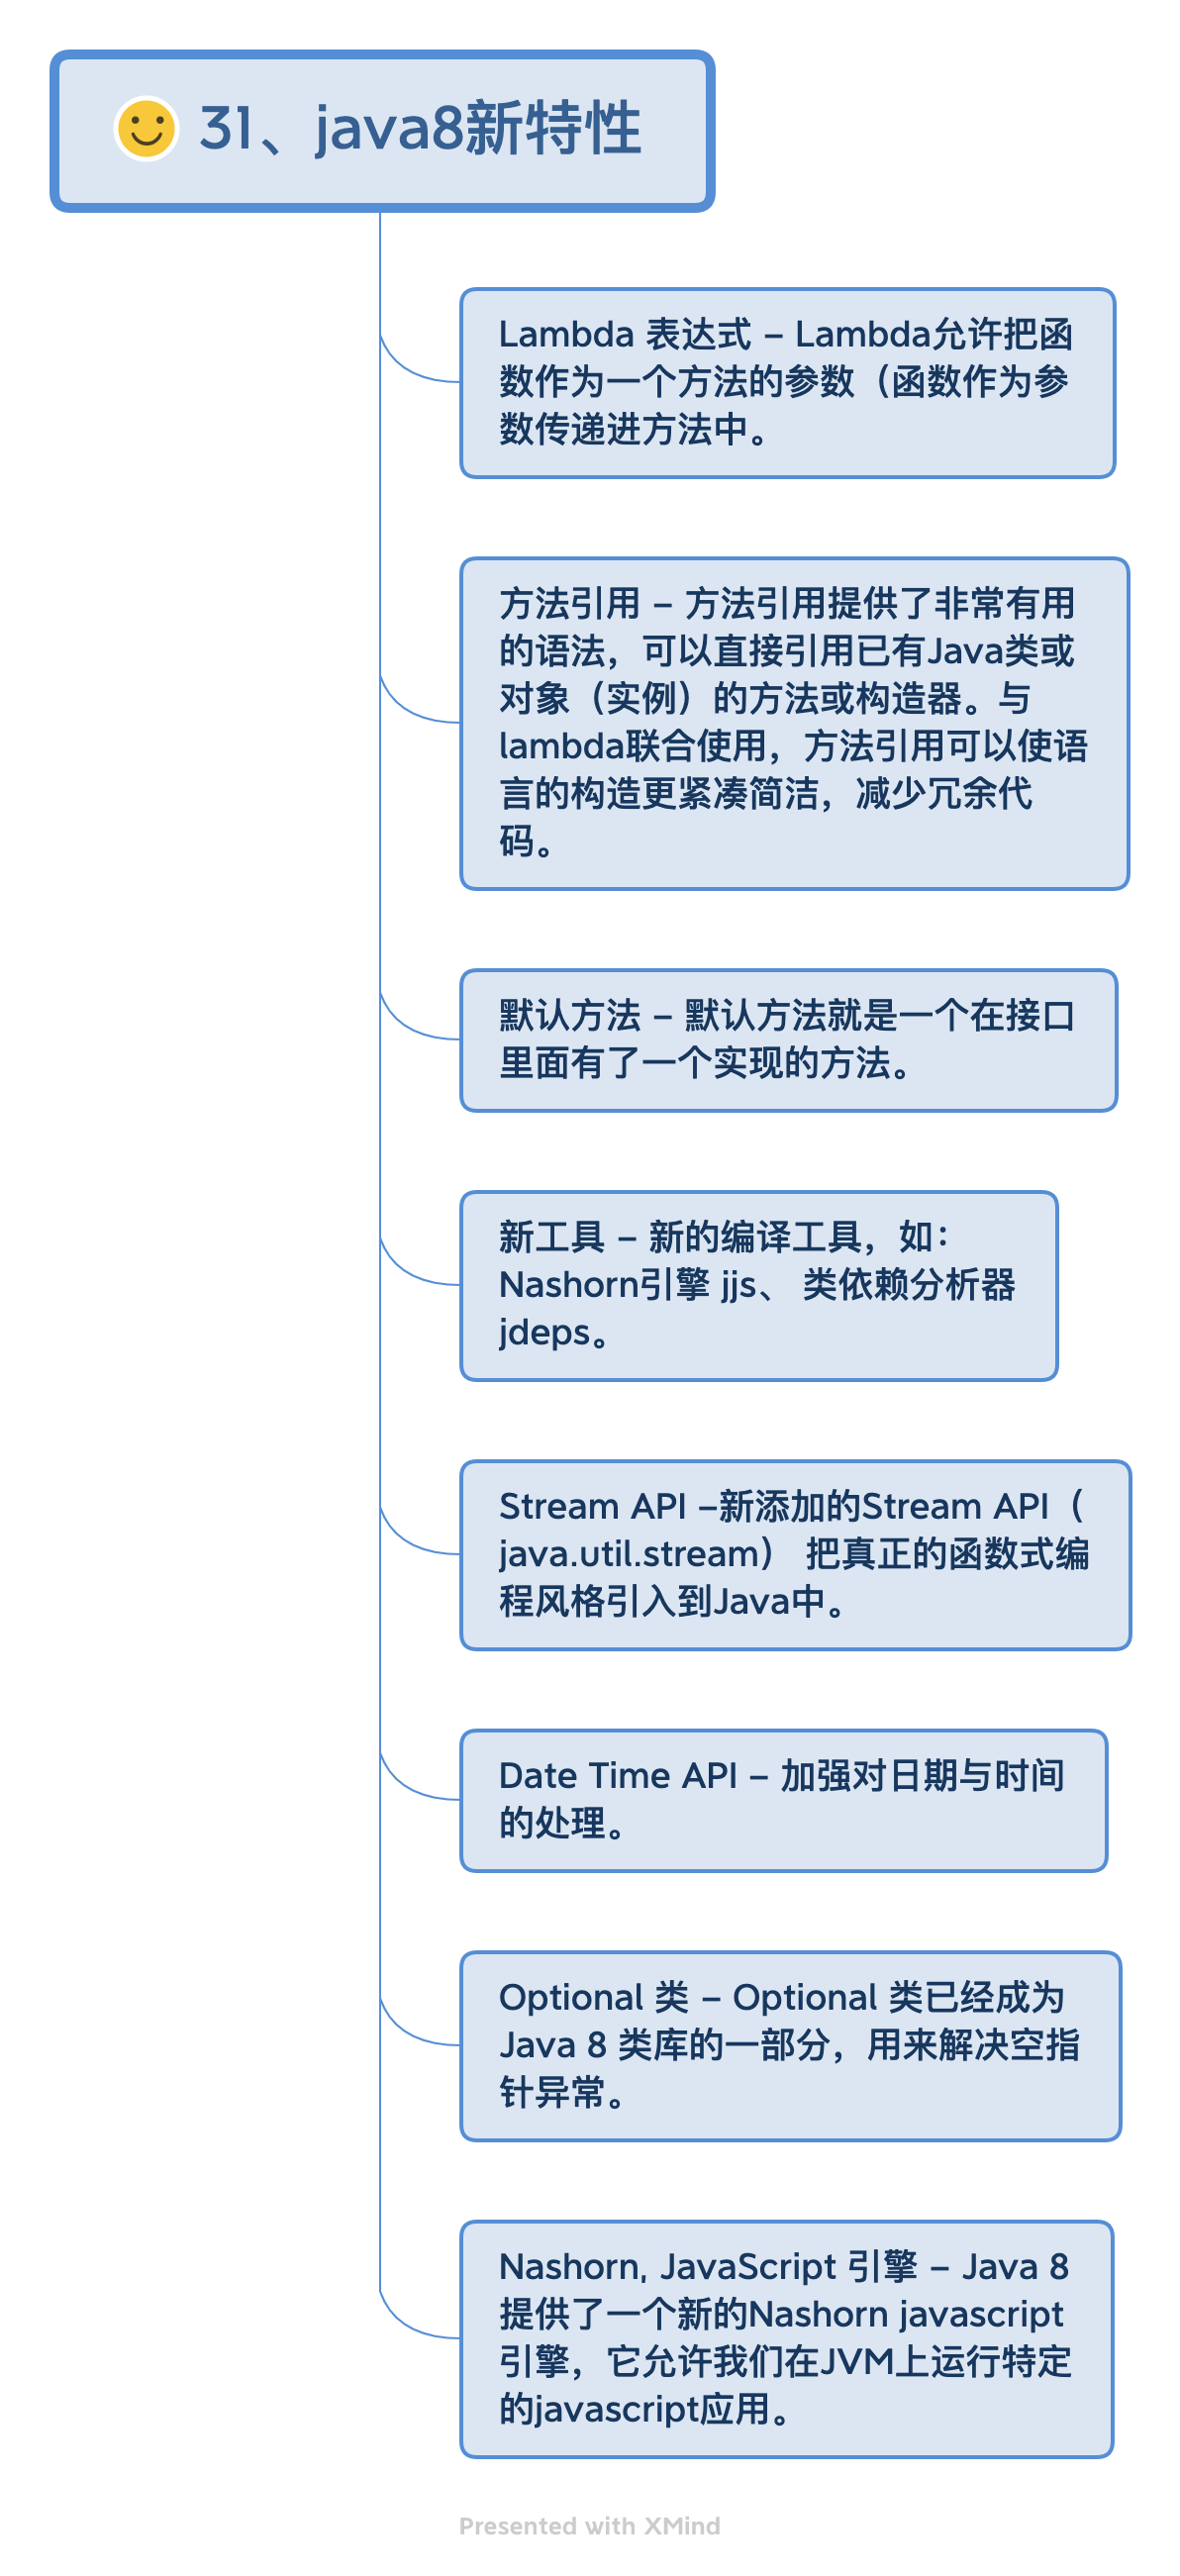 31、java8新特性
Lambda 表达式 – Lambda允许把函
数作为一个方法的参数（函数作为参
数传递进方法中。
方法引用 – 方法引用提供了非常有用
的语法，可以直接引用已有Java类或
对象（实例）的方法或构造器。与
lambda联合使用，方法引用可以使语
言的构造更紧凑简洁，减少冗余代
码。
默认方法 – 默认方法就是一个在接口
里面有了一个实现的方法。
新工具 – 新的编译工具，如：
Nashorn引擎 jjs、 类依赖分析器
jdeps。
Stream API –新添加的Stream API（
java.util.stream） 把真正的函数式编
程风格引入到Java中。
Date Time API – 加强对日期与时间
的处理。
Optional 类 – Optional 类已经成为
Java 8 类库的一部分，用来解决空指
针异常。
Nashorn, JavaScript 引擎 – Java 8
提供了一个新的Nashorn javascript
引擎，它允许我们在JVM上运行特定
的javascript应用。
Presented with XMind